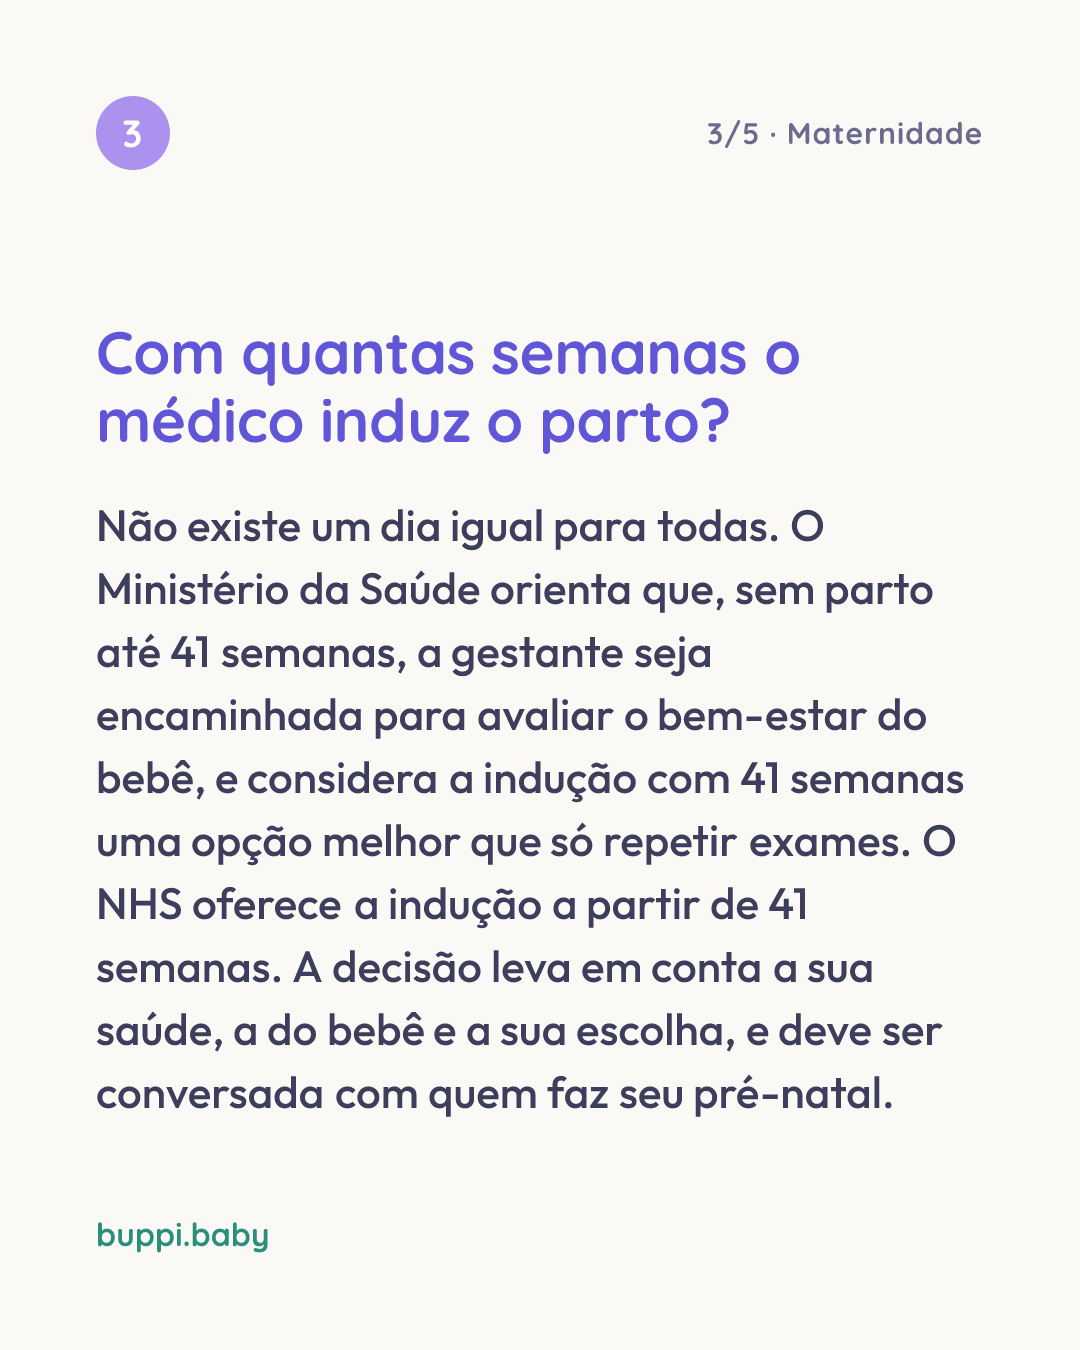 3
3/5 · Maternidade
Com quantas semanas o
médico induz o parto?
Não existe um dia igual para todas. O
Ministério da Saúde orienta que, sem parto
até 41 semanas, a gestante seja
encaminhada para avaliar o bem-estar do
bebê, e considera a indução com 41 semanas
uma opção melhor que só repetir exames. O
NHS oferece a indução a partir de 41
semanas. A decisão leva em conta a sua
saúde, a do bebê e a sua escolha, e deve ser
conversada com quem faz seu pré-natal.
buppi.baby